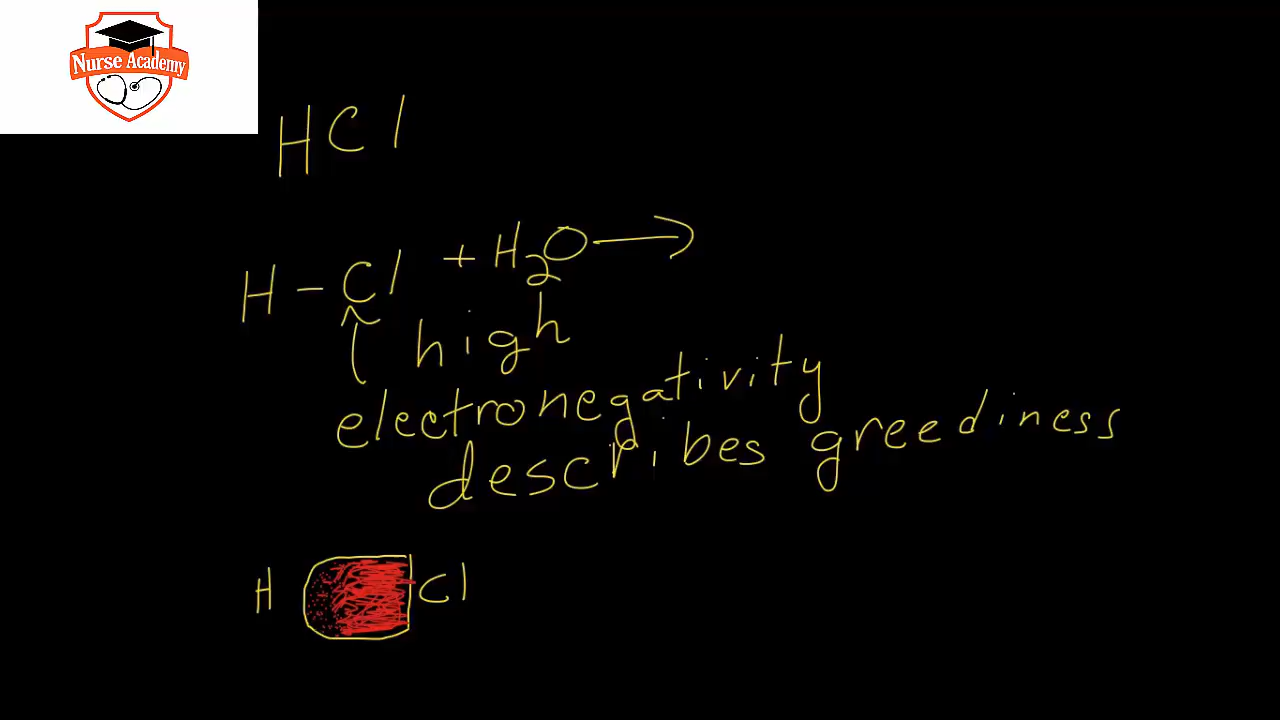 Nurse Academy
HCl
H - Cl + H₂O →
high
electronegativity
describes greediness
H Cl